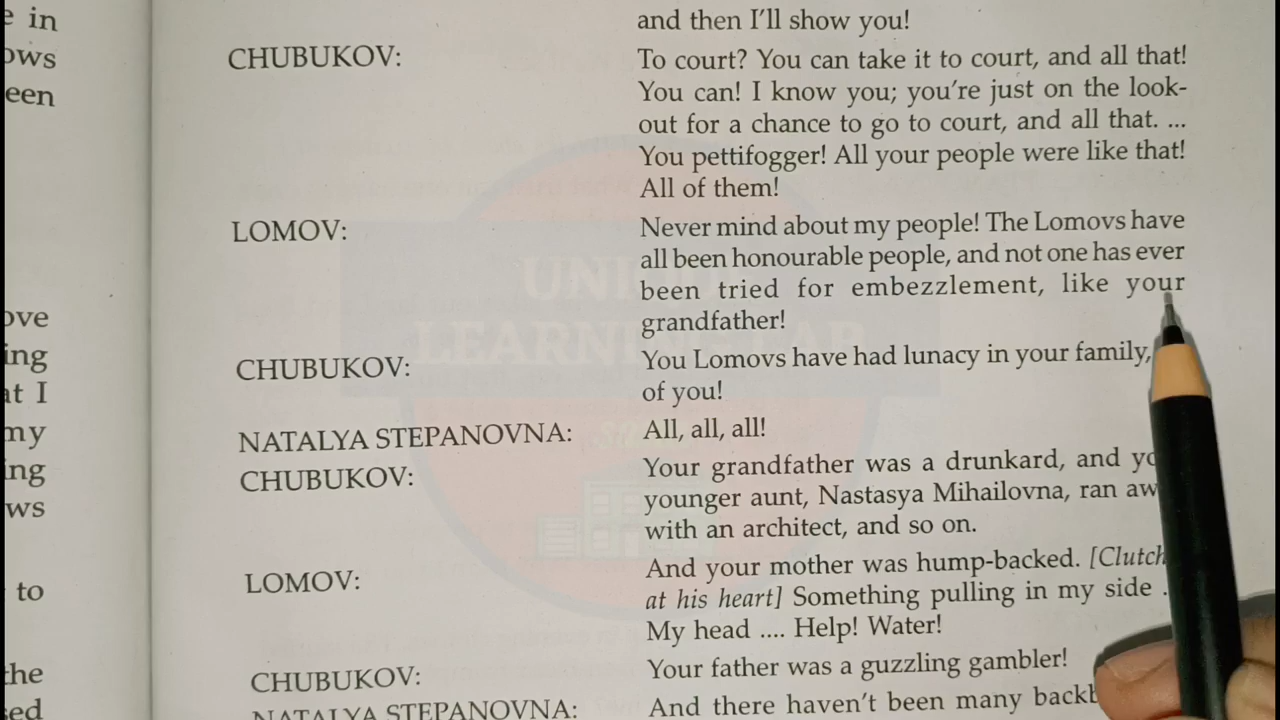 e in
ows
een
ove
ing
at I
my
ing
ws
to
the
sed
and then I'll show you!
CHUBUKOV: To court? You can take it to court, and all that!
You can! I know you; you're just on the look-
out for a chance to go to court, and all that. ...
You pettifogger! All your people were like that!
All of them!
LOMOV: Never mind about my people! The Lomovs have
all been honourable people, and not one has ever
been tried for embezzlement, like your
grandfather!
CHUBUKOV: You Lomovs have had lunacy in your family,
of you!
NATALYA STEPANOVNA: All, all, all!
CHUBUKOV: Your grandfather was a drunkard, and yo
younger aunt, Nastasya Mihailovna, ran aw
with an architect, and so on.
LOMOV: And your mother was hump-backed. [Clutch
at his heart] Something pulling in my side .
My head .... Help! Water!
CHUBUKOV: Your father was a guzzling gambler!
NATALYA STEPANOVNA: And there haven't been many backb
UNIQUE
LEARNING LAB